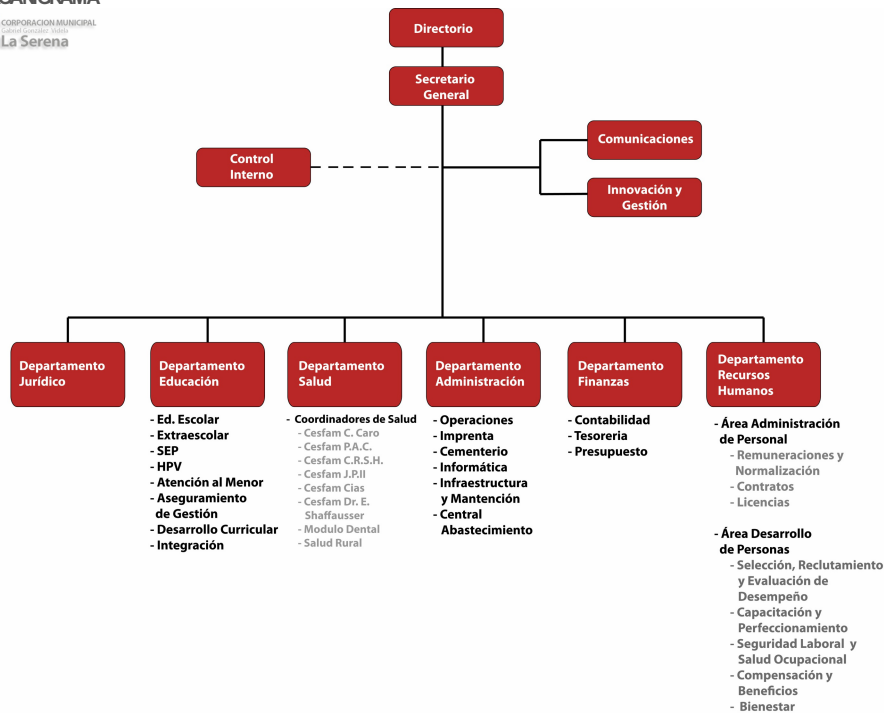 CORPORACION MUNICIPAL
Gabriel González Videla
La Serena
Directorio
Secretario
General
Control
Interno
Comunicaciones
Innovación y
Gestión
Departamento
Jurídico
Departamento
Educación
- Ed. Escolar
- Extraescolar
- SEP
- HPV
- Atención al Menor
- Aseguramiento
de Gestión
- Desarrollo Curricular
- Integración
Departamento
Salud
- Coordinadores de Salud
- Cesfam C. Caro
- Cesfam P.A.C.
- Cesfam C.R.S.H.
- Cesfam J.P.II
- Cesfam Cias
- Cesfam Dr. E.
Shaffausser
- Modulo Dental
- Salud Rural
Departamento
Administración
- Operaciones
- Imprenta
- Cementerio
- Informática
- Infraestructura
y Mantención
- Central
Abastecimiento
Departamento
Finanzas
- Contabilidad
- Tesoreria
- Presupuesto
Departamento
Recursos
Humanos
- Área Administración
de Personal
- Remuneraciones y
Normalización
- Contratos
- Licencias
- Área Desarrollo
de Personas
- Selección, Reclutamiento
y Evaluación de
Desempeño
- Capacitación y
Perfeccionamiento
- Seguridad Laboral y
Salud Ocupacional
- Compensación y
Beneficios
- Bienestar